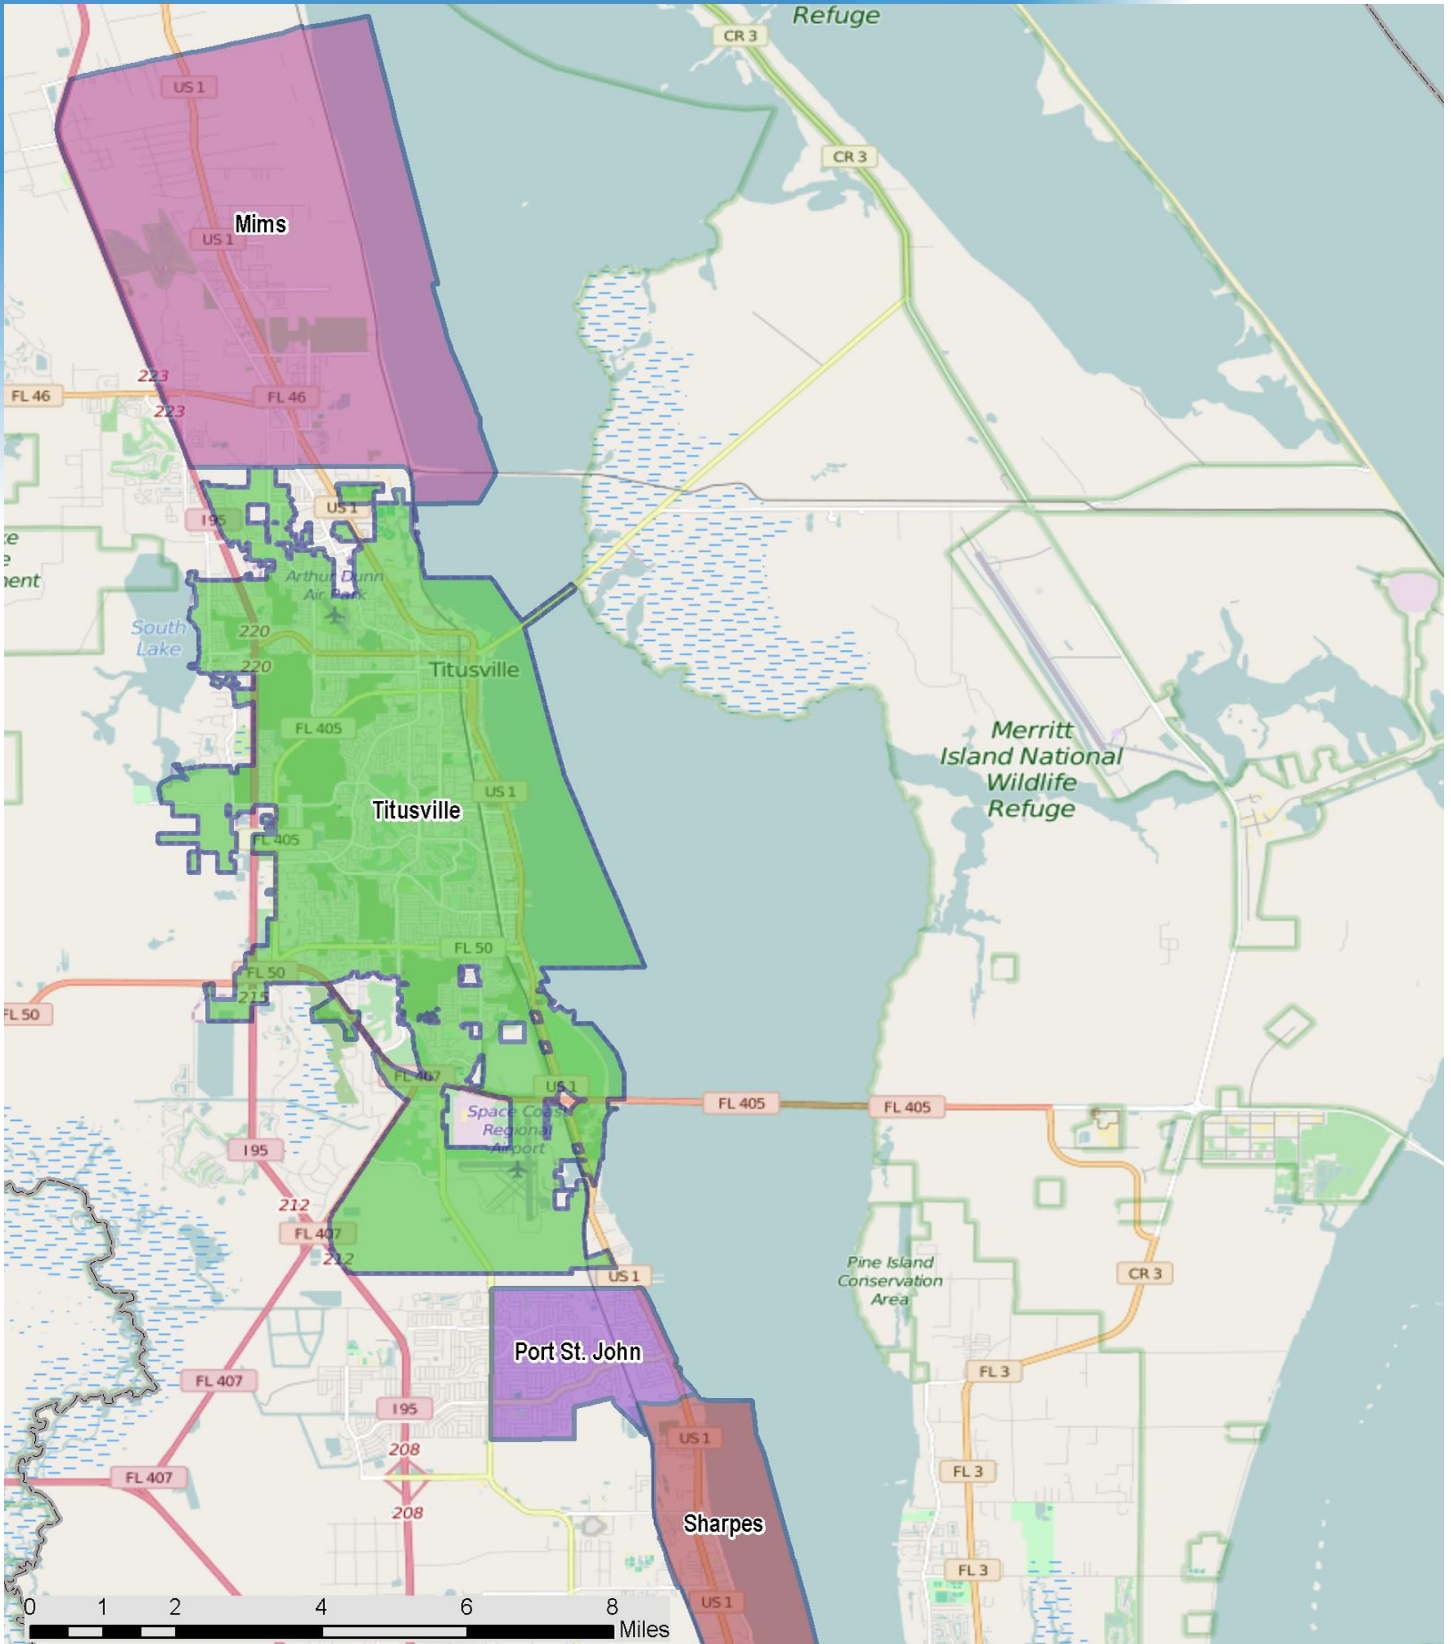 Refuge
CR 3
US 1
CR 3
Mims
US 1
223
FL 46
FL 46
223
US 1
I 95
ke
e
nent
Arthur Dunn
Air Park
South
Lake
220
220
Titusville
FL 405
Merritt
Island National
Wildlife
Refuge
US 1
Titusville
FL 405
FL 50
FL 50
215
FL 50
FL 407
US 1
FL 405
FL 405
Space Coast
Regional
Airport
I 95
212
FL 407
212
US 1
Pine Island
Conservation
Area
CR 3
Port St. John
FL 3
FL 407
I 95
US 1
208
FL 407
FL 3
208
Sharpes
FL 3
US 1
0 1 2 4 6 8
Miles